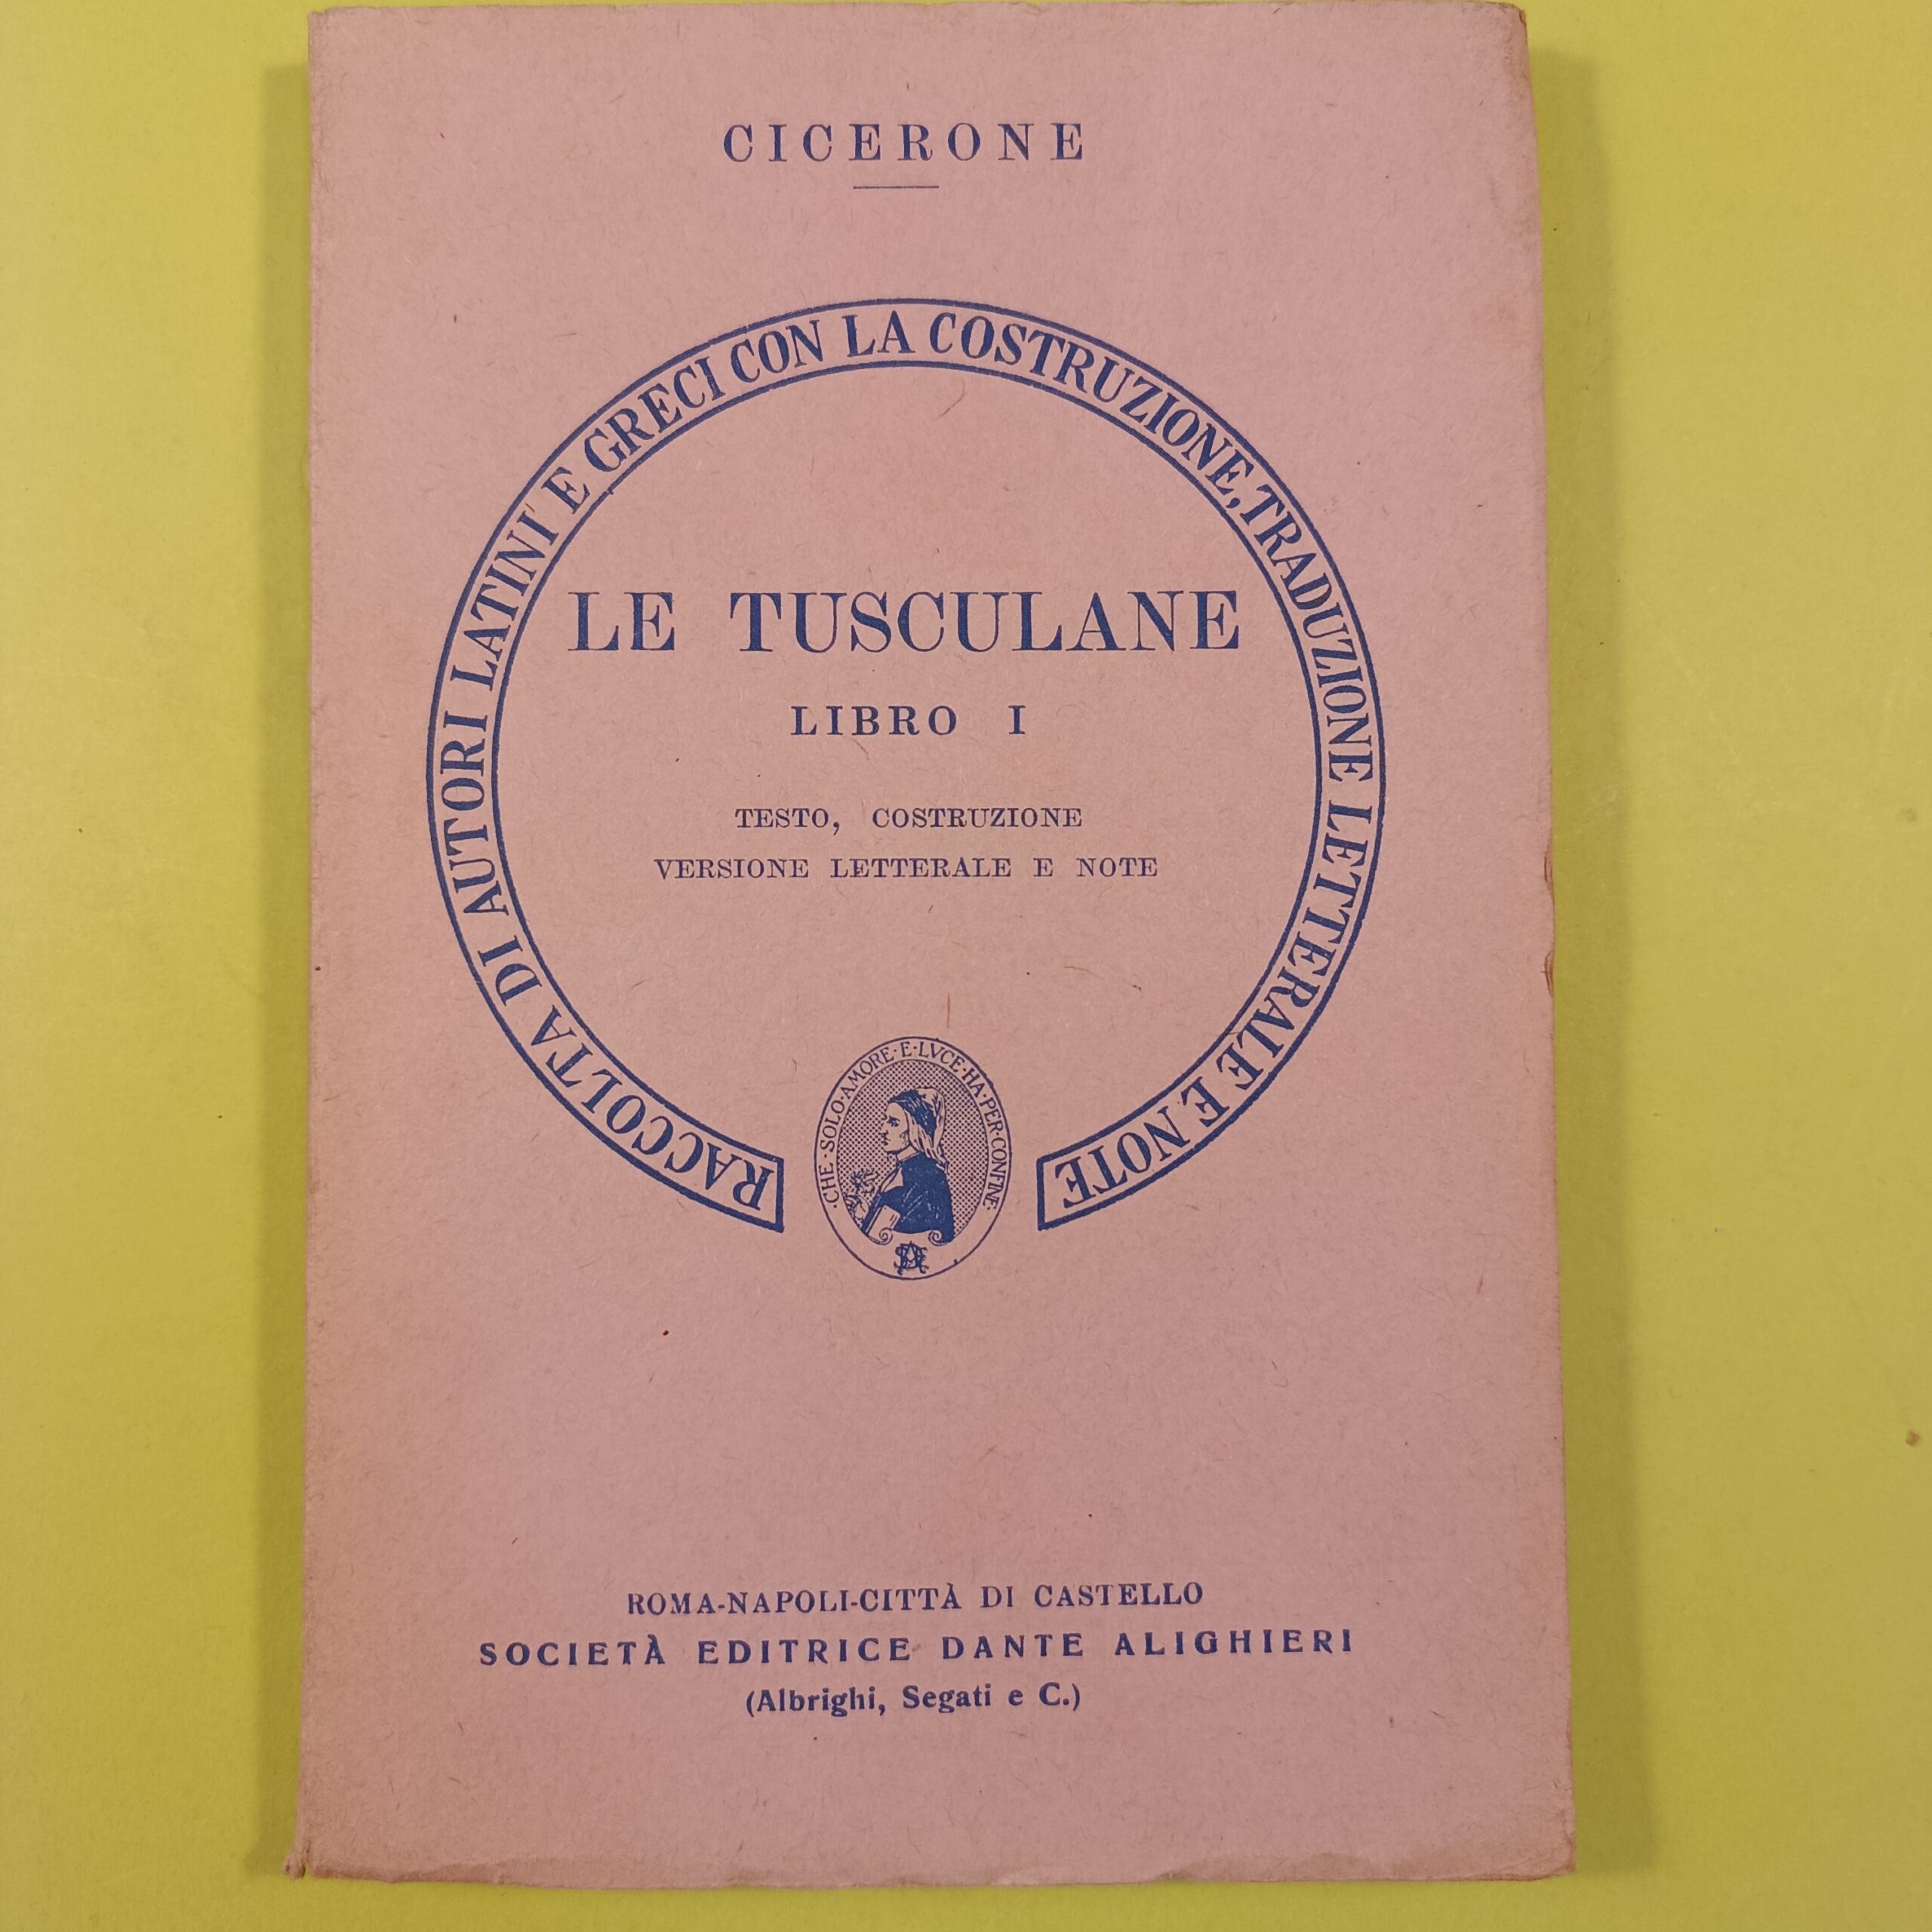 CICERONE
RACCOLTA DI AUTORI LATINI E GRECI CON LA COSTRUZIONE, TRADUZIONE LETTERALE E NOTE
LE TUSCULANE
LIBRO I
TESTO, COSTRUZIONE
VERSIONE LETTERALE E NOTE
·CHE·SOLO·AMORE·E·LVCE·HA·PER·CONFINE·
ROMA-NAPOLI-CITTÀ DI CASTELLO
SOCIETÀ EDITRICE DANTE ALIGHIERI
(Albrighi, Segati e C.)